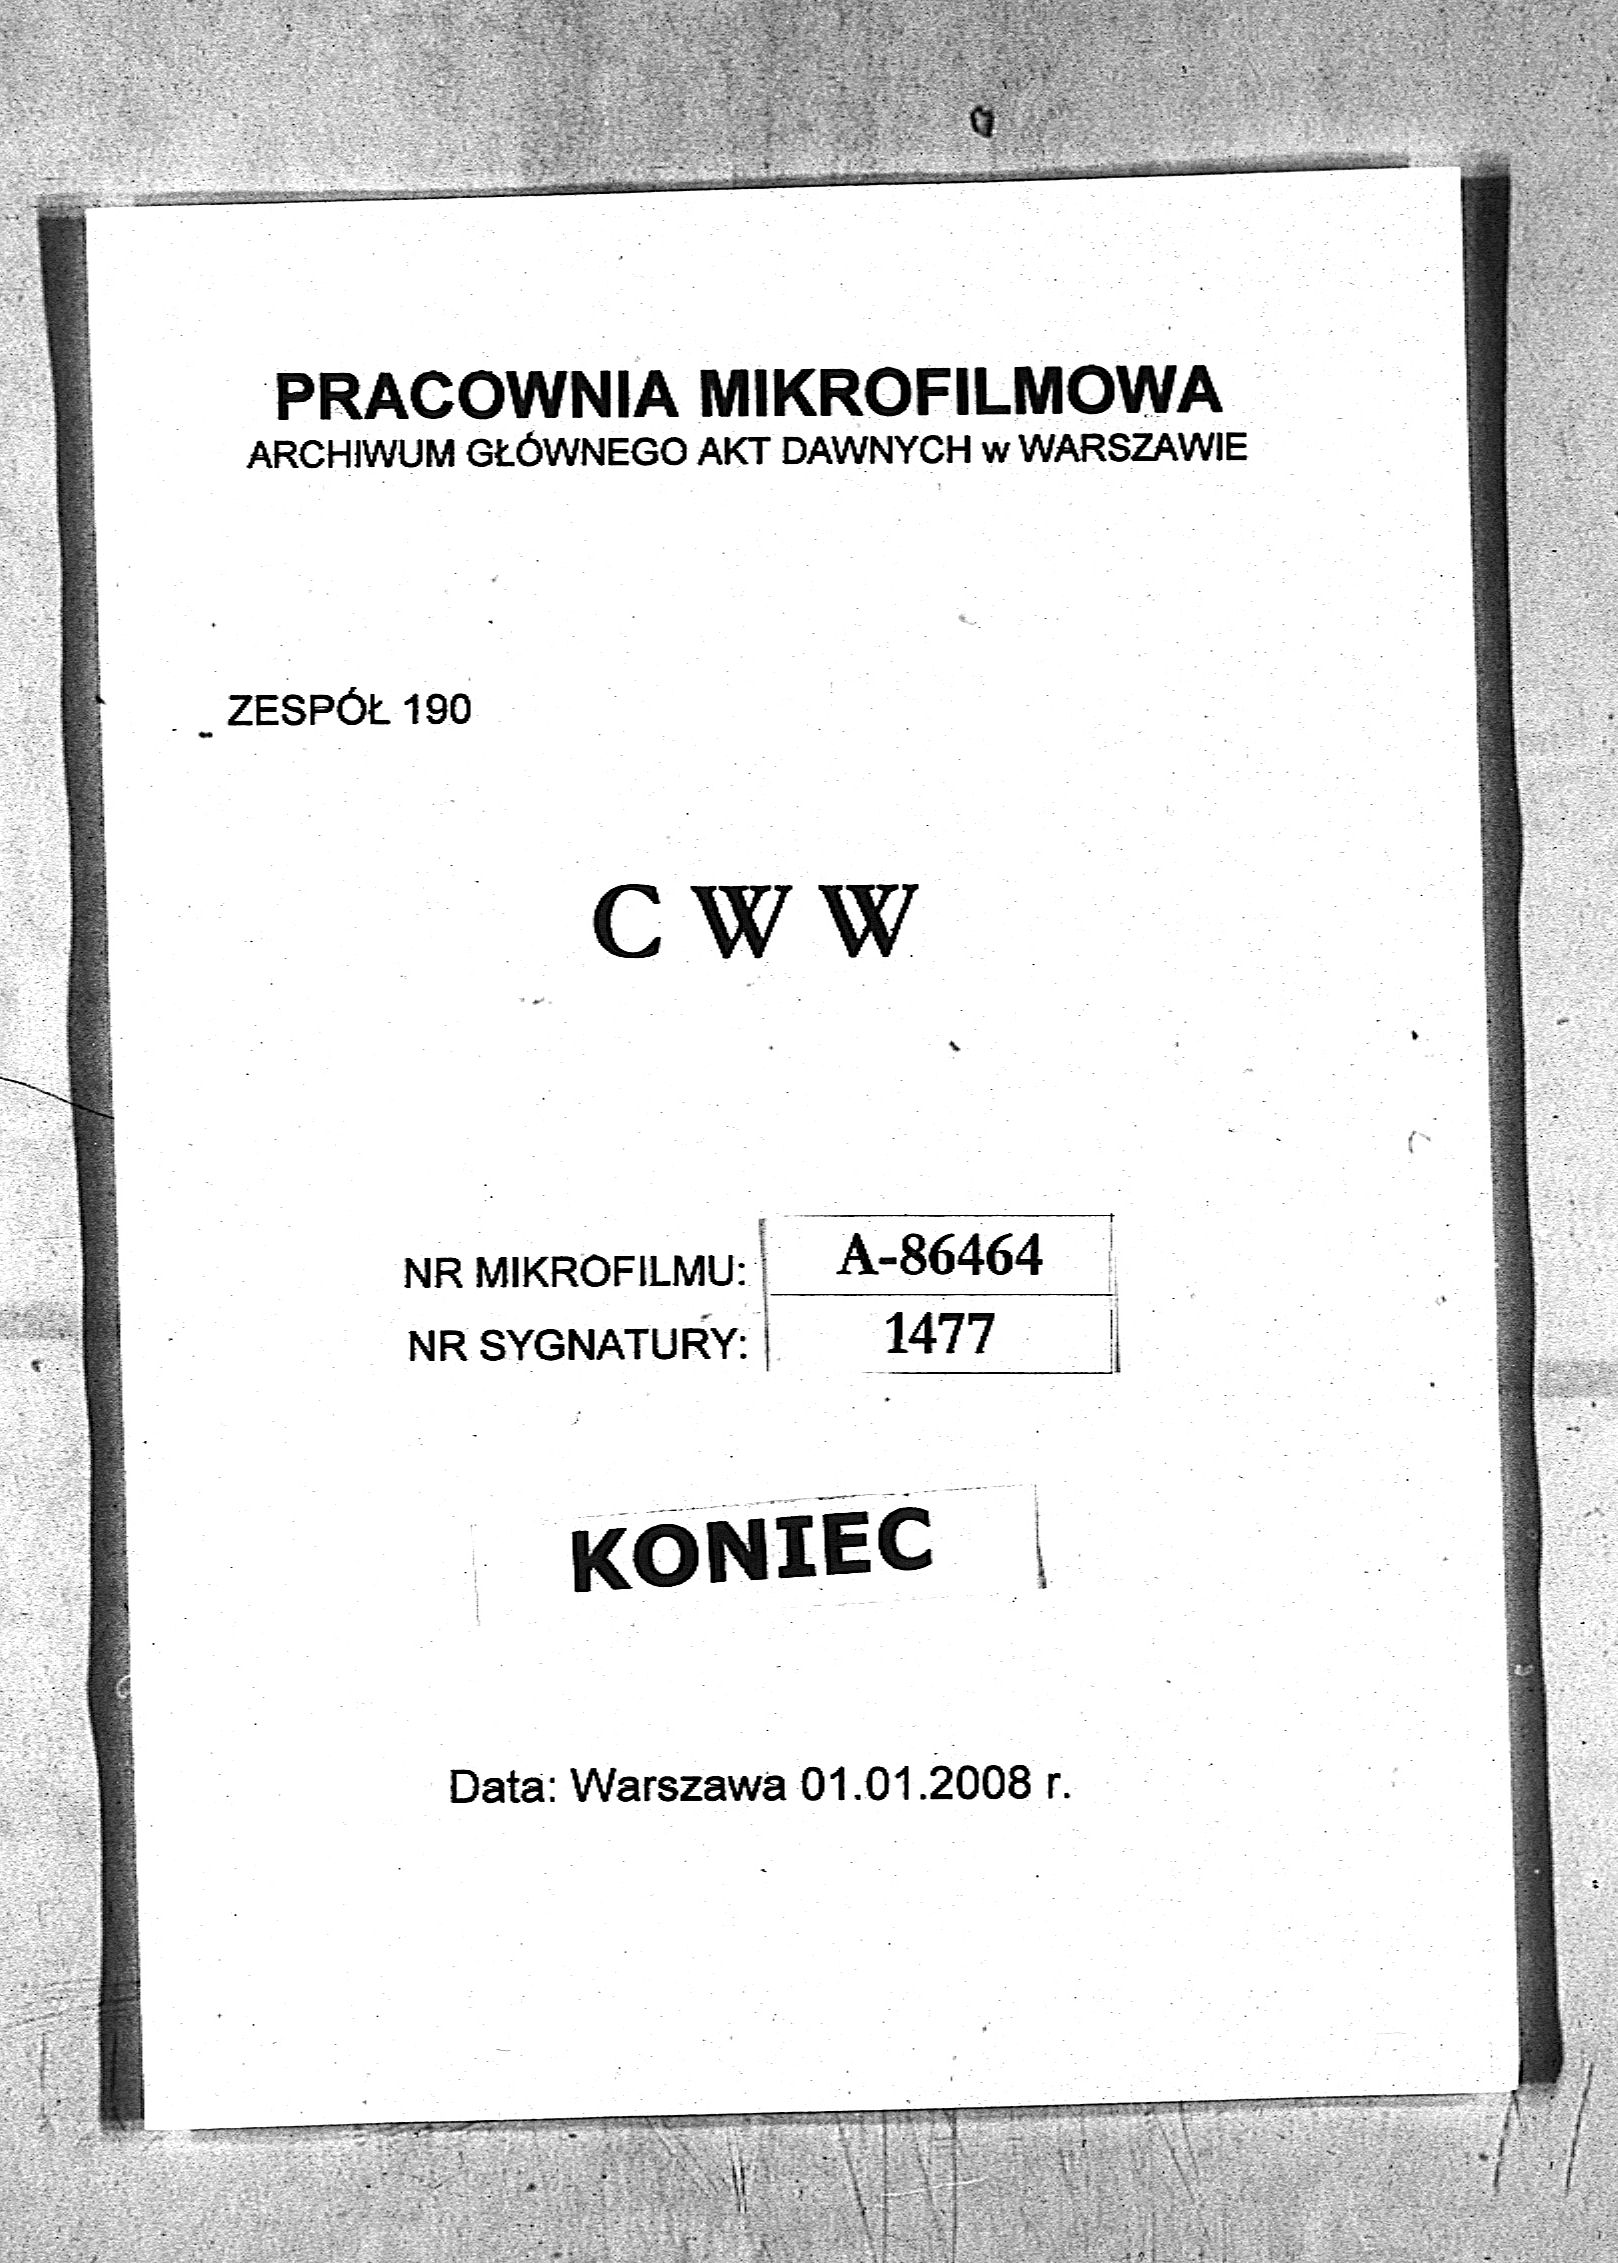 PRACOWNIA MIKROFILMOWA
ARCHIWUM GŁÓWNEGO AKT DAWNYCH w WARSZAWIE
ZESPÓŁ 190
C W W
NR MIKROFILMU: A-86464
NR SYGNATURY: 1477
KONIEC
Data: Warszawa 01.01.2008 r.